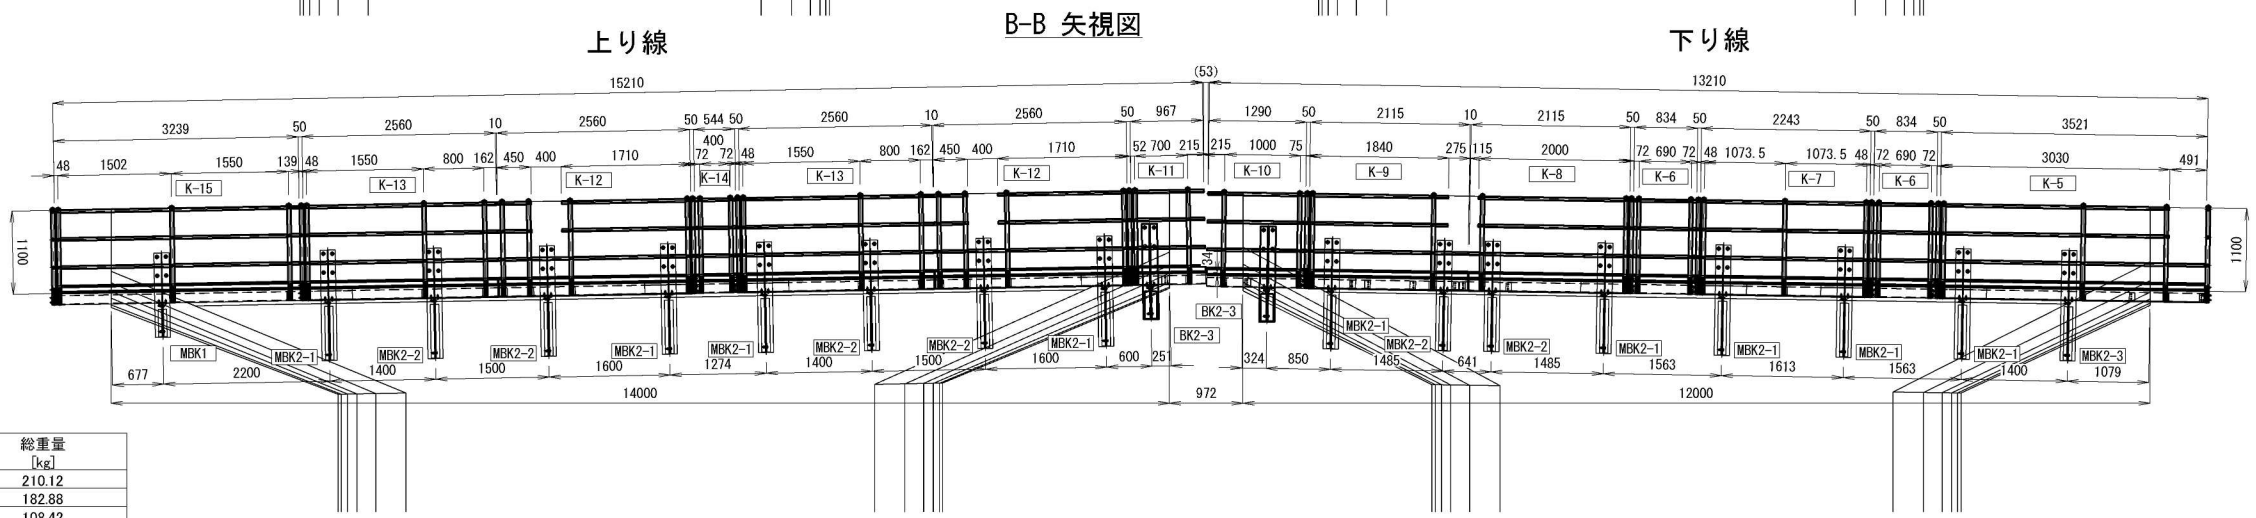 B-B 矢視図
上り線
下り線
15210
(53)
13210
3239
50
2560
10
2560
50
544
50
2560
10
2560
50
967
1290
50
2115
10
2115
50
834
50
2243
50
834
50
3521
400
48
1502
1550
139
48
1550
800
162
450
400
1710
72
72
48
1550
800
162
450
400
1710
52
700
215
215
1000
75
1840
275
115
2000
72
690
72
48
1073.5
1073.5
48
72
690
72
3030
491
K-15
K-13
K-12
K-14
K-13
K-12
K-11
K-10
K-9
K-8
K-6
K-7
K-6
K-5
1100
34
1100
MBK1
MBK2-1
MBK2-2
MBK2-2
MBK2-1
MBK2-1
MBK2-2
MBK2-2
MBK2-1
BK2-3
BK2-3
MBK2-1
MBK2-2
MBK2-2
MBK2-1
MBK2-1
MBK2-1
MBK2-1
MBK2-3
677
2200
1400
1500
1600
1274
1400
1500
1600
600
251
324
850
1485
641
1485
1563
1613
1563
1400
1079
14000
972
12000
総重量
[kg]
210.12
182.88
108.42